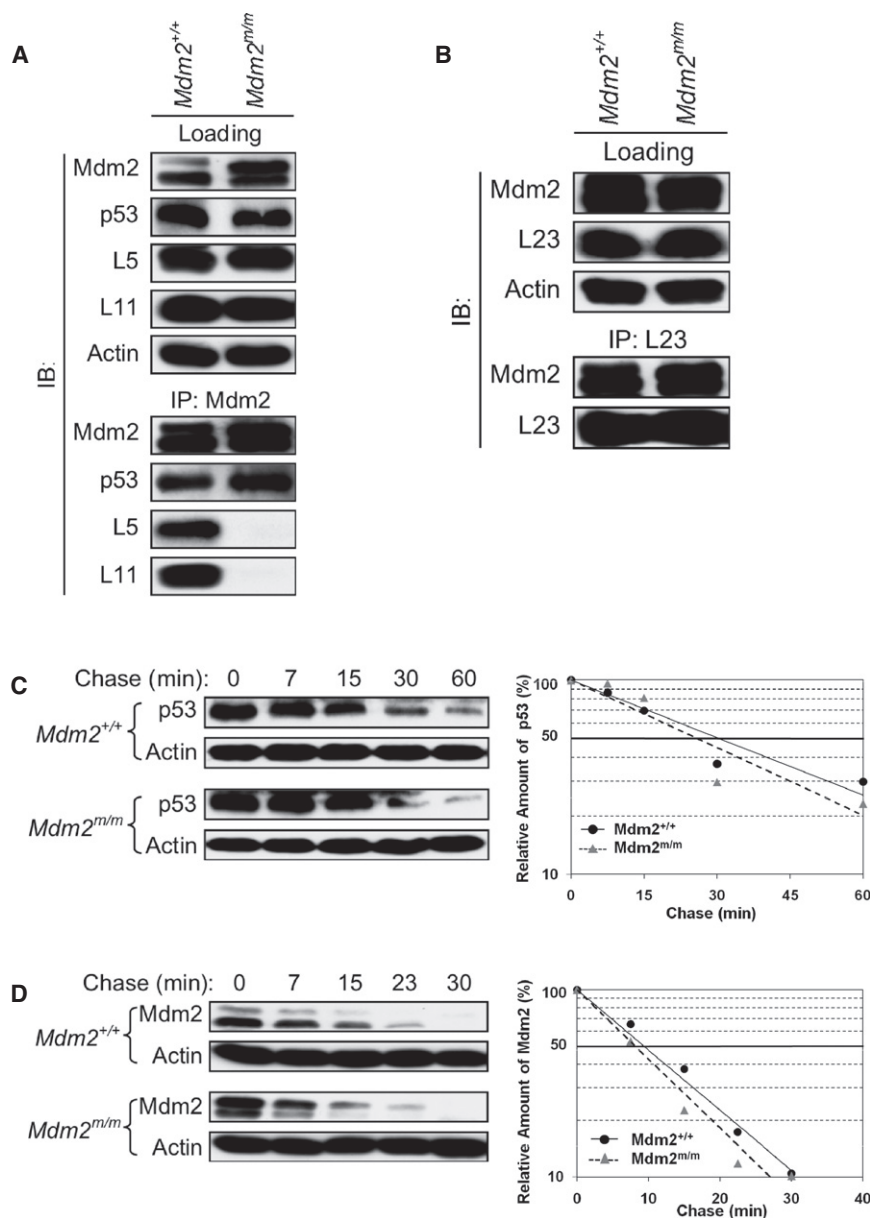 A
Mdm2+/+
Mdm2m/m
Loading
IB:
Mdm2
p53
L5
L11
Actin
IP: Mdm2
Mdm2
p53
L5
L11
B
Mdm2+/+
Mdm2m/m
Loading
IB:
Mdm2
L23
Actin
IP: L23
Mdm2
L23
C
Chase (min): 0 7 15 30 60
Mdm2+/+
p53
Actin
Mdm2m/m
p53
Actin
Relative Amount of p53 (%)
100
50
10
Mdm2+/+
Mdm2m/m
0 15 30 45 60
Chase (min)
D
Chase (min): 0 7 15 23 30
Mdm2+/+
Mdm2
Actin
Mdm2m/m
Mdm2
Actin
Relative Amount of Mdm2 (%)
100
50
10
Mdm2+/+
Mdm2m/m
0 10 20 30 40
Chase (min)